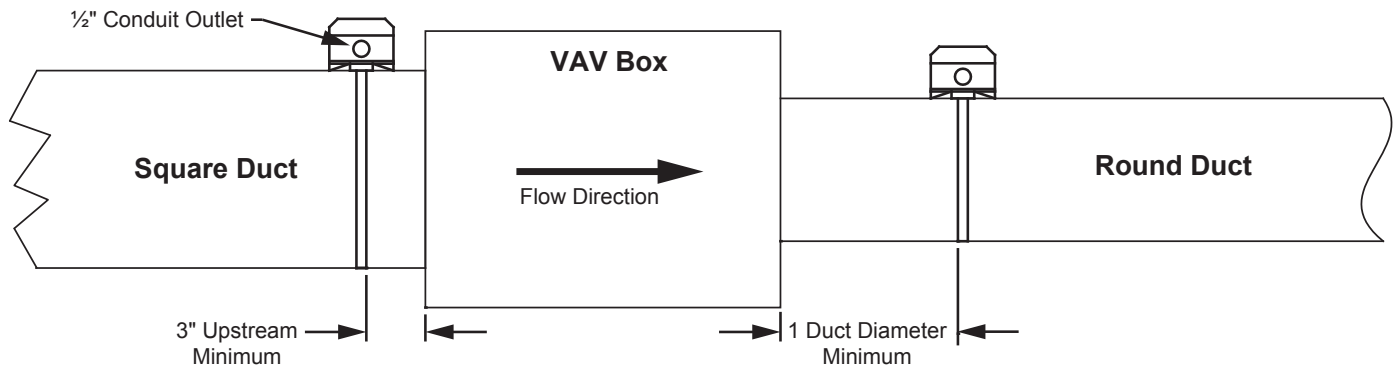 ½" Conduit Outlet
VAV Box
Square Duct
Flow Direction
Round Duct
3" Upstream
Minimum
1 Duct Diameter
Minimum